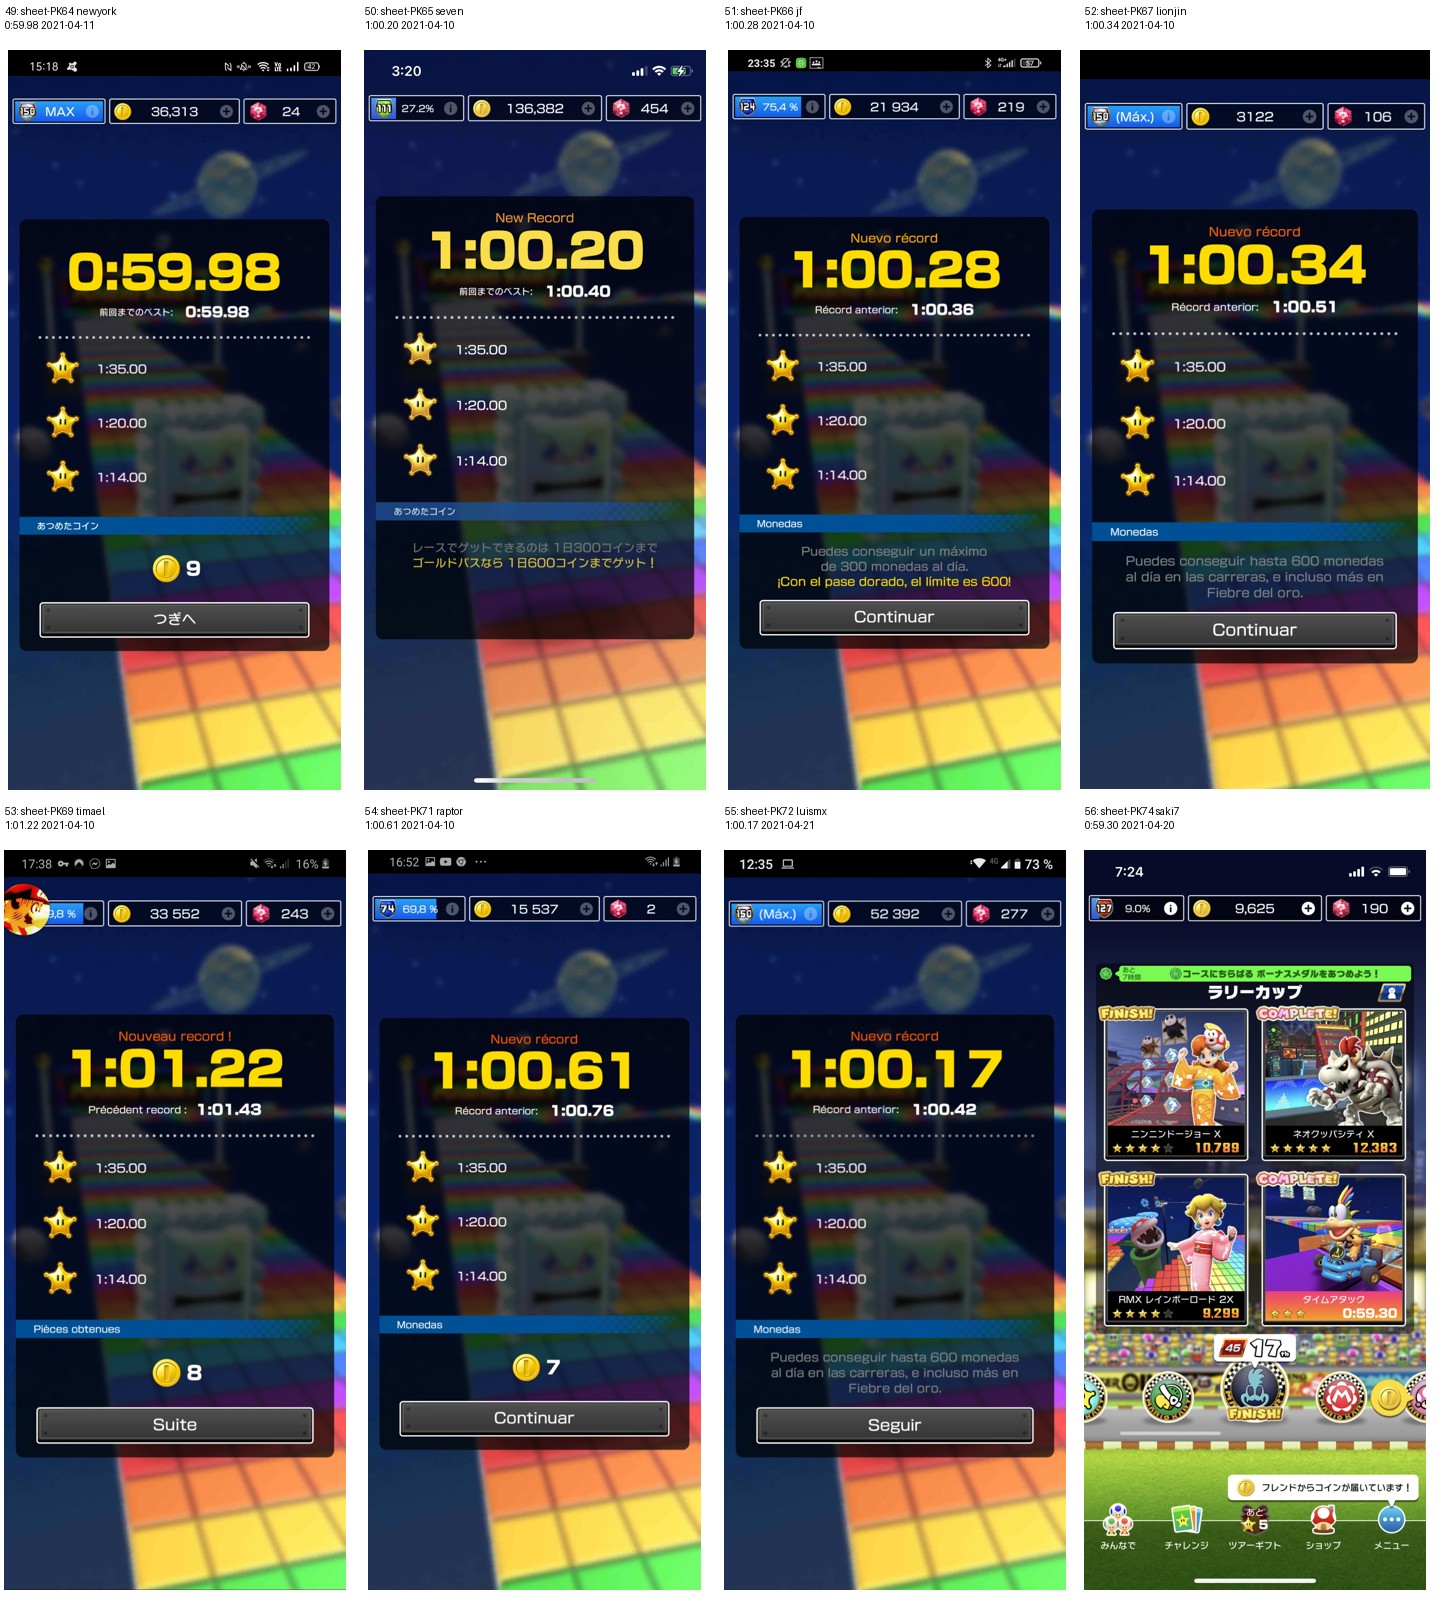 49: sheet-PK64 newyork
0:59.98 2021-04-11
15:18
42
150 MAX
36,313
24
0:59.98
前回までのベスト: 0:59.98
1:35.00
1:20.00
1:14.00
あつめたコイン
9
つぎへ
50: sheet-PK65 seven
1:00.20 2021-04-10
3:20
111 27.2%
136,382
454
New Record
1:00.20
前回までのベスト: 1:00.40
1:35.00
1:20.00
1:14.00
あつめたコイン
レースでゲットできるのは 1日300コインまで
ゴールドパスなら 1日600コインまでゲット！
51: sheet-PK66 jf
1:00.28 2021-04-10
23:35
57
124 75,4 %
21 934
219
Nuevo récord
1:00.28
Récord anterior: 1:00.36
1:35.00
1:20.00
1:14.00
Monedas
Puedes conseguir un máximo
de 300 monedas al día.
¡Con el pase dorado, el límite es 600!
Continuar
52: sheet-PK67 lionjin
1:00.34 2021-04-10
150 (Máx.)
3122
106
Nuevo récord
1:00.34
Récord anterior: 1:00.51
1:35.00
1:20.00
1:14.00
Monedas
Puedes conseguir hasta 600 monedas
al día en las carreras, e incluso más en
Fiebre del oro.
Continuar
53: sheet-PK69 timael
1:01.22 2021-04-10
17:38
16%
9,8 %
33 552
243
Nouveau record !
1:01.22
Précédent record : 1:01.43
1:35.00
1:20.00
1:14.00
Pièces obtenues
8
Suite
54: sheet-PK71 raptor
1:00.61 2021-04-10
16:52
74 69,8 %
15 537
2
Nuevo récord
1:00.61
Récord anterior: 1:00.76
1:35.00
1:20.00
1:14.00
Monedas
7
Continuar
55: sheet-PK72 luismx
1:00.17 2021-04-21
12:35
4G
73 %
150 (Máx.)
52 392
277
Nuevo récord
1:00.17
Récord anterior: 1:00.42
1:35.00
1:20.00
1:14.00
Monedas
Puedes conseguir hasta 600 monedas
al día en las carreras, e incluso más en
Fiebre del oro.
Seguir
56: sheet-PK74 saki7
0:59.30 2021-04-20
7:24
127 9.0%
9,625
190
あと
7時間
コースにちらばる ボーナスメダルをあつめよう！
ラリーカップ
FINISH!
ニンニンドージョー X
10,789
COMPLETE!
ネオクッパシティ X
12,383
FINISH!
RMX レインボーロード 2X
9,299
COMPLETE!
タイムアタック
0:59.30
45 17th
FINISH!
フレンドからコインが届いています！
あと
5
みんなで
チャレンジ
ツアーギフト
ショップ
メニュー